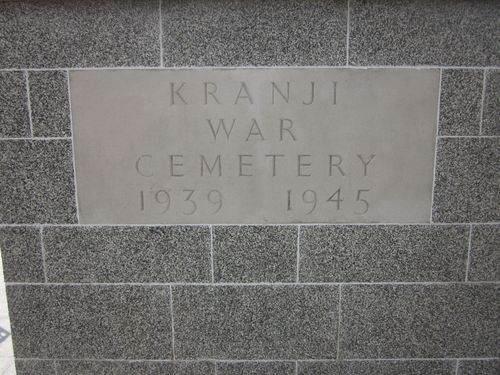 KRANJI
WAR
CEMETERY
1939 1945